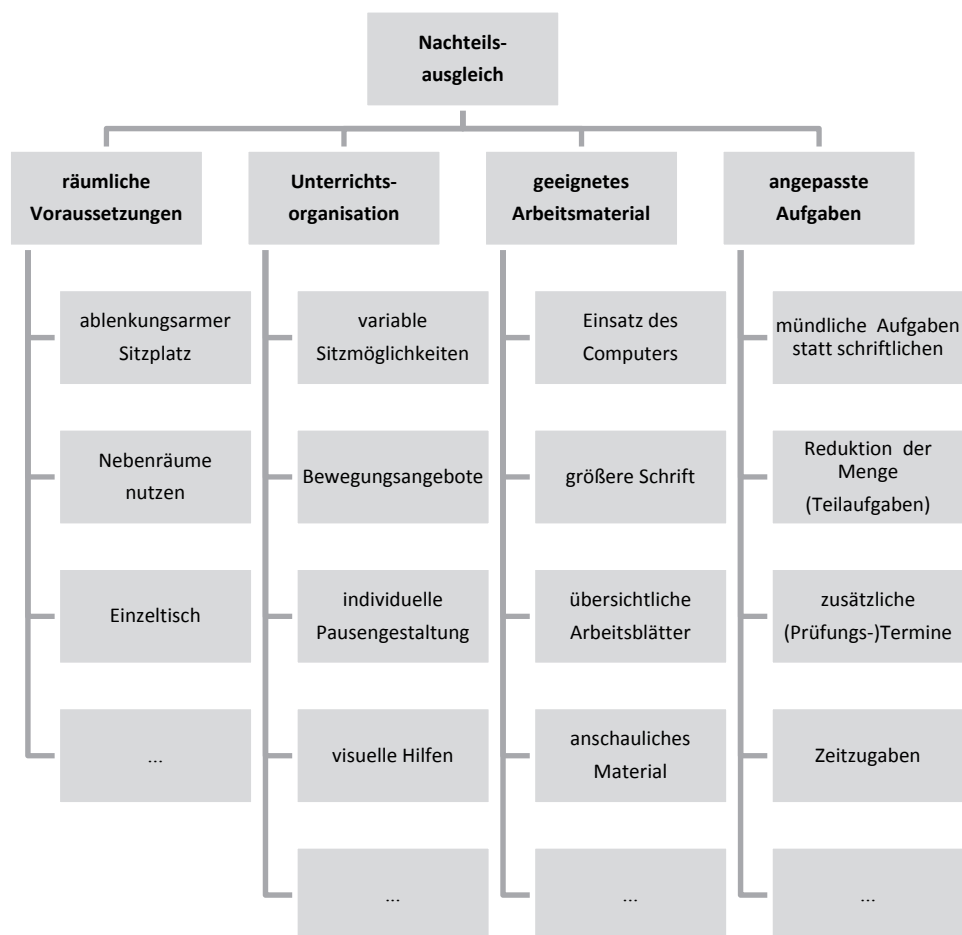 Nachteils-
ausgleich
räumliche
Voraussetzungen
ablenkungsarmer
Sitzplatz
Nebenräume
nutzen
Einzeltisch
...
Unterrichts-
organisation
variable
Sitzmöglichkeiten
Bewegungsangebote
individuelle
Pausengestaltung
visuelle Hilfen
...
geeignetes
Arbeitsmaterial
Einsatz des
Computers
größere Schrift
übersichtliche
Arbeitsblätter
anschauliches
Material
...
angepasste
Aufgaben
mündliche Aufgaben
statt schriftlichen
Reduktion der
Menge
(Teilaufgaben)
zusätzliche
(Prüfungs-)Termine
Zeitzugaben
...